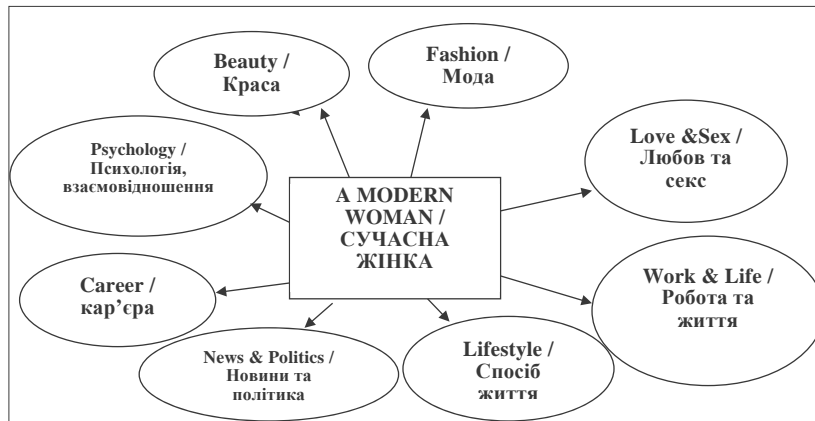 Beauty /
Краса
Fashion /
Мода
Psychology /
Психологія,
взаємовідношення
Love &Sex /
Любов та
секс
A MODERN
WOMAN /
СУЧАСНА
ЖІНКА
Career /
кар’єра
Work & Life /
Робота та
життя
News & Politics /
Новини та
політика
Lifestyle /
Спосіб
життя